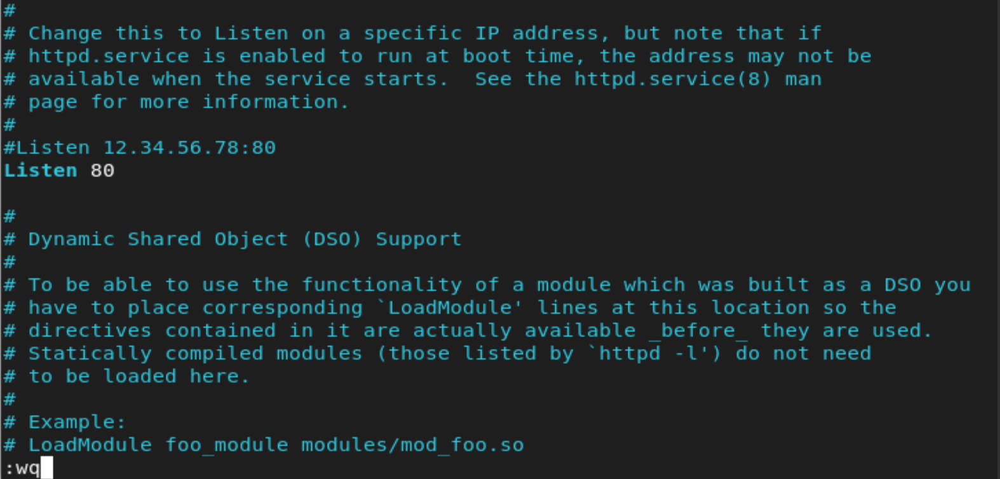 #
# Change this to Listen on a specific IP address, but note that if
# httpd.service is enabled to run at boot time, the address may not be
# available when the service starts.  See the httpd.service(8) man
# page for more information.
#
#Listen 12.34.56.78:80
Listen 80

#
# Dynamic Shared Object (DSO) Support
#
# To be able to use the functionality of a module which was built as a DSO you
# have to place corresponding `LoadModule' lines at this location so the
# directives contained in it are actually available _before_ they are used.
# Statically compiled modules (those listed by `httpd -l') do not need
# to be loaded here.
#
# Example:
# LoadModule foo_module modules/mod_foo.so
:wq